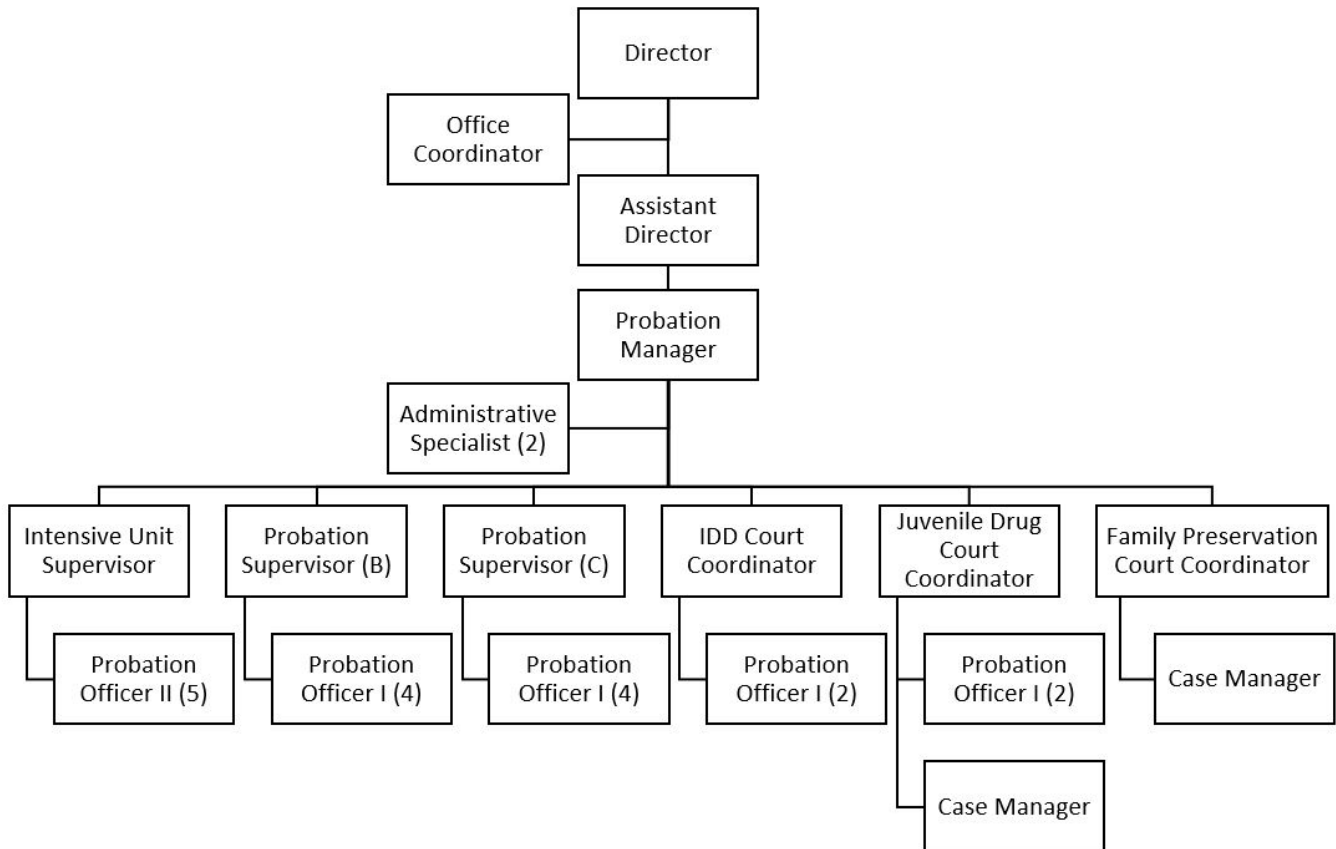 Director
Office
Coordinator
Assistant
Director
Probation
Manager
Administrative
Specialist (2)
Intensive Unit
Supervisor
Probation
Supervisor (B)
Probation
Supervisor (C)
IDD Court
Coordinator
Juvenile Drug
Court
Coordinator
Family Preservation
Court Coordinator
Probation
Officer II (5)
Probation
Officer I (4)
Probation
Officer I (4)
Probation
Officer I (2)
Probation
Officer I (2)
Case Manager
Case Manager